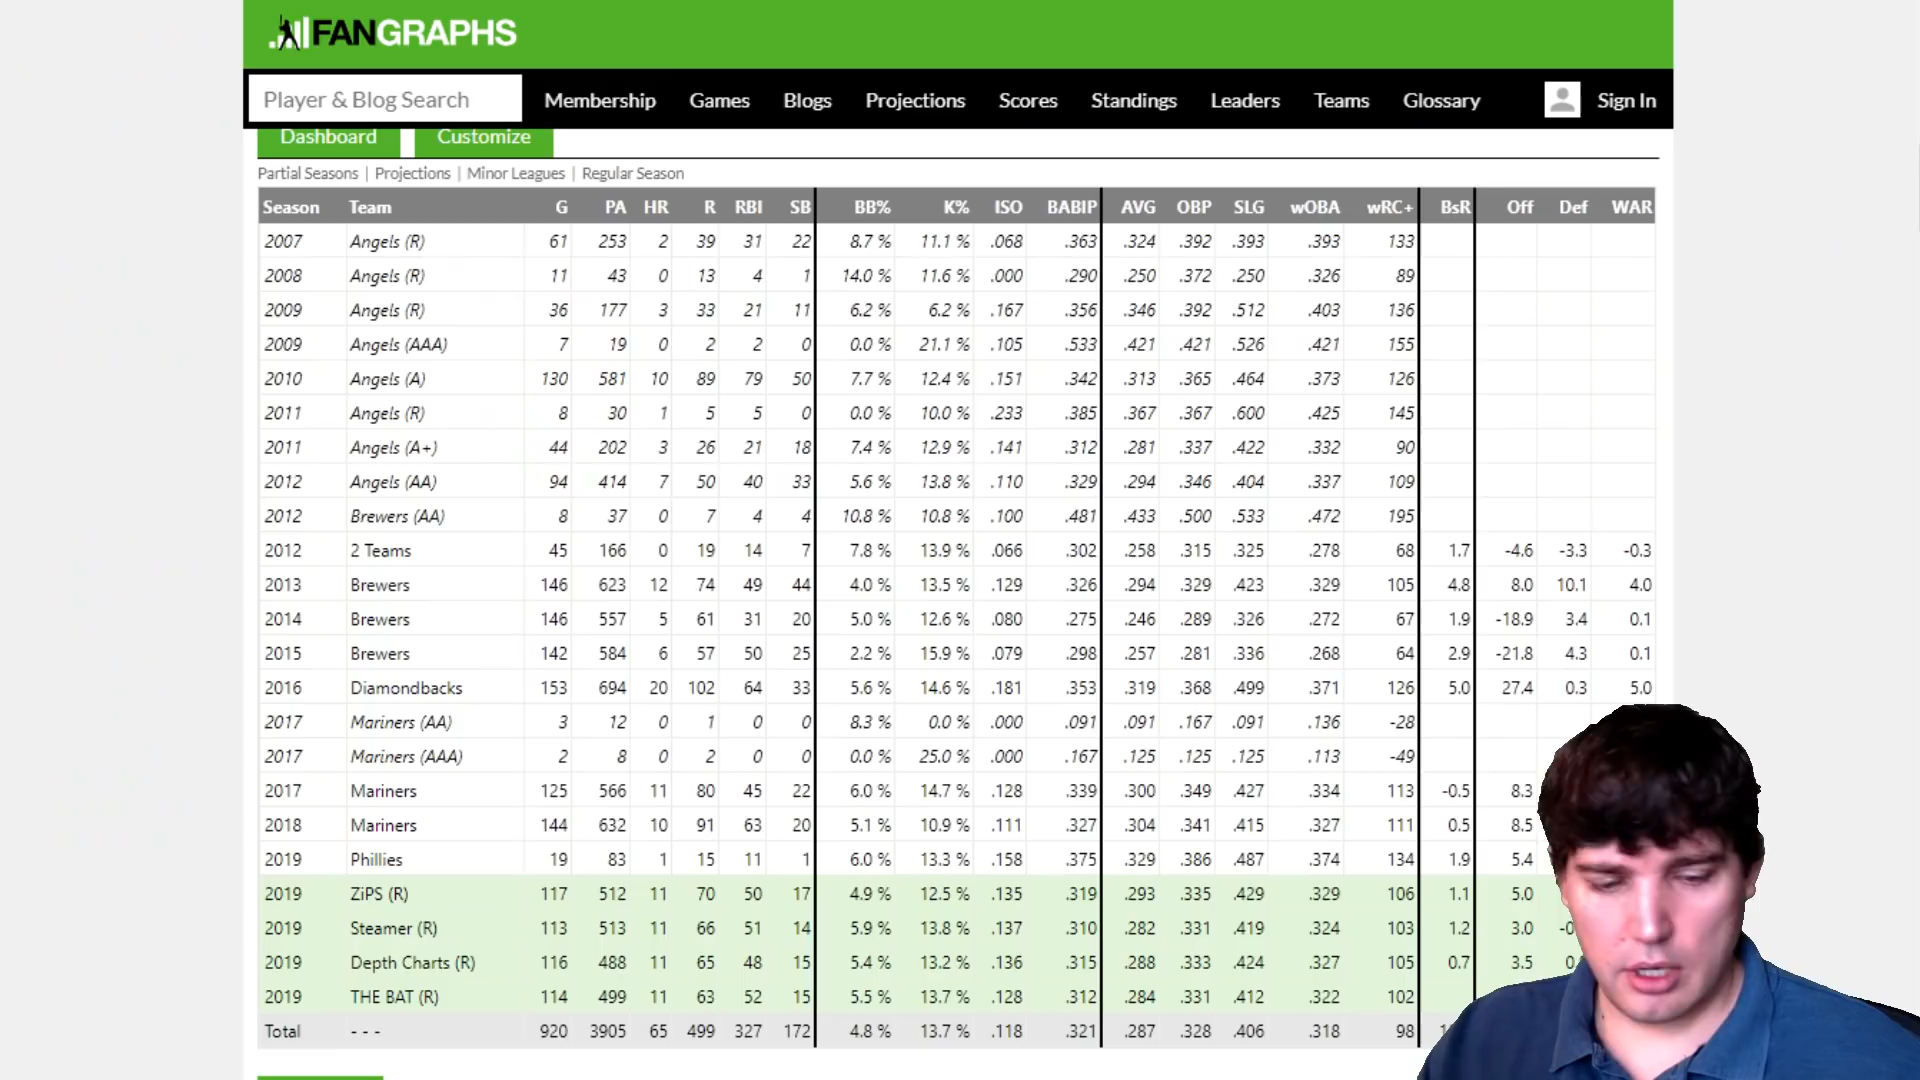 FANGRAPHS
Player & Blog Search Membership Games Blogs Projections Scores Standings Leaders Teams Glossary Sign In
Dashboard Customize
Partial Seasons | Projections | Minor Leagues | Regular Season
Season Team G PA HR R RBI SB BB% K% ISO BABIP AVG OBP SLG wOBA wRC+ BsR Off Def WAR
2007 Angels (R) 61 253 2 39 31 22 8.7 % 11.1 % .068 .363 .324 .392 .393 .393 133
2008 Angels (R) 11 43 0 13 4 1 14.0 % 11.6 % .000 .290 .250 .372 .250 .326 89
2009 Angels (R) 36 177 3 33 21 11 6.2 % 6.2 % .167 .356 .346 .392 .512 .403 136
2009 Angels (AAA) 7 19 0 2 2 0 0.0 % 21.1 % .105 .533 .421 .421 .526 .421 155
2010 Angels (A) 130 581 10 89 79 50 7.7 % 12.4 % .151 .342 .313 .365 .464 .373 126
2011 Angels (R) 8 30 1 5 5 0 0.0 % 10.0 % .233 .385 .367 .367 .600 .425 145
2011 Angels (A+) 44 202 3 26 21 18 7.4 % 12.9 % .141 .312 .281 .337 .422 .332 90
2012 Angels (AA) 94 414 7 50 40 33 5.6 % 13.8 % .110 .329 .294 .346 .404 .337 109
2012 Brewers (AA) 8 37 0 7 4 4 10.8 % 10.8 % .100 .481 .433 .500 .533 .472 195
2012 2 Teams 45 166 0 19 14 7 7.8 % 13.9 % .066 .302 .258 .315 .325 .278 68 1.7 -4.6 -3.3 -0.3
2013 Brewers 146 623 12 74 49 44 4.0 % 13.5 % .129 .326 .294 .329 .423 .329 105 4.8 8.0 10.1 4.0
2014 Brewers 146 557 5 61 31 20 5.0 % 12.6 % .080 .275 .246 .289 .326 .272 67 1.9 -18.9 3.4 0.1
2015 Brewers 142 584 6 57 50 25 2.2 % 15.9 % .079 .298 .257 .281 .336 .268 64 2.9 -21.8 4.3 0.1
2016 Diamondbacks 153 694 20 102 64 33 5.6 % 14.6 % .181 .353 .319 .368 .499 .371 126 5.0 27.4 0.3 5.0
2017 Mariners (AA) 3 12 0 1 0 0 8.3 % 0.0 % .000 .091 .091 .167 .091 .136 -28
2017 Mariners (AAA) 2 8 0 2 0 0 0.0 % 25.0 % .000 .167 .125 .125 .125 .113 -49
2017 Mariners 125 566 11 80 45 22 6.0 % 14.7 % .128 .339 .300 .349 .427 .334 113 -0.5 8.3
2018 Mariners 144 632 10 91 63 20 5.1 % 10.9 % .111 .327 .304 .341 .415 .327 111 0.5 8.5
2019 Phillies 19 83 1 15 11 1 6.0 % 13.3 % .158 .375 .329 .386 .487 .374 134 1.9 5.4
2019 ZiPS (R) 117 512 11 70 50 17 4.9 % 12.5 % .135 .319 .293 .335 .429 .329 106 1.1 5.0
2019 Steamer (R) 113 513 11 66 51 14 5.9 % 13.8 % .137 .310 .282 .331 .419 .324 103 1.2 3.0
2019 Depth Charts (R) 116 488 11 65 48 15 5.4 % 13.2 % .136 .315 .288 .333 .424 .327 105 0.7 3.5
2019 THE BAT (R) 114 499 11 63 52 15 5.5 % 13.7 % .128 .312 .284 .331 .412 .322 102
Total - - - 920 3905 65 499 327 172 4.8 % 13.7 % .118 .321 .287 .328 .406 .318 98